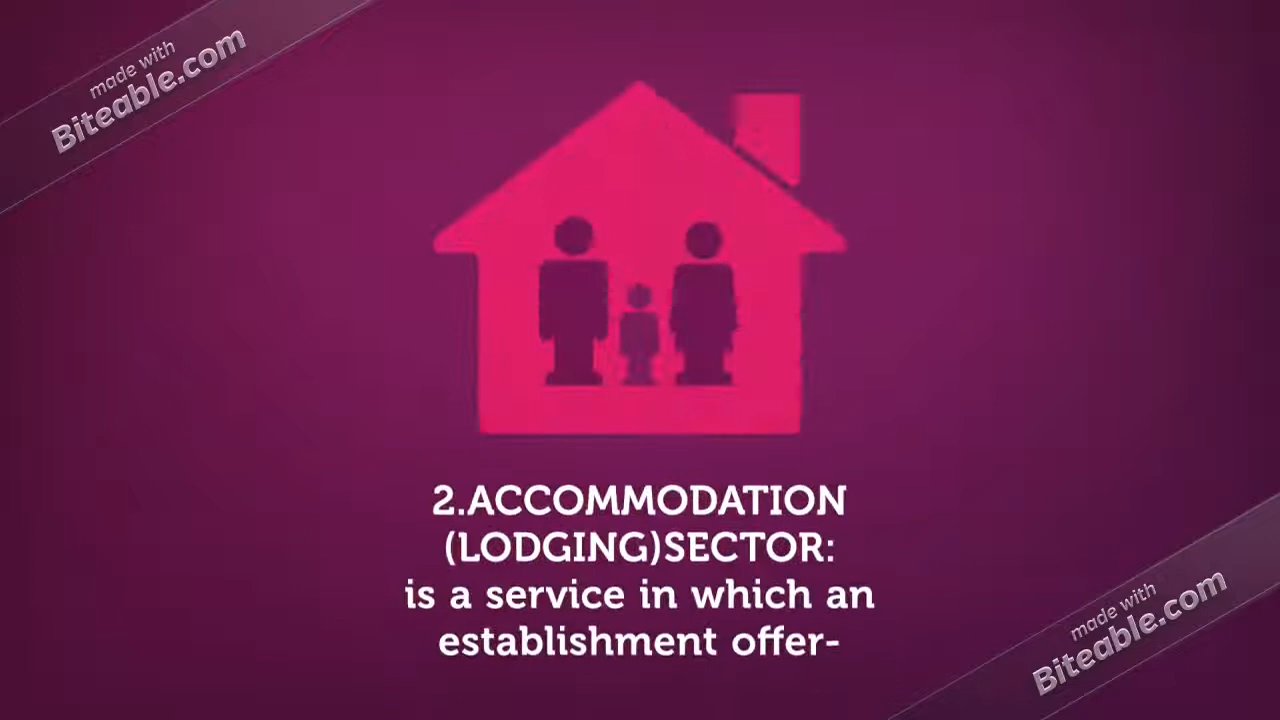 made with
Biteable.com
2.ACCOMMODATION
(LODGING)SECTOR:
is a service in which an
establishment offer-
made with
Biteable.com